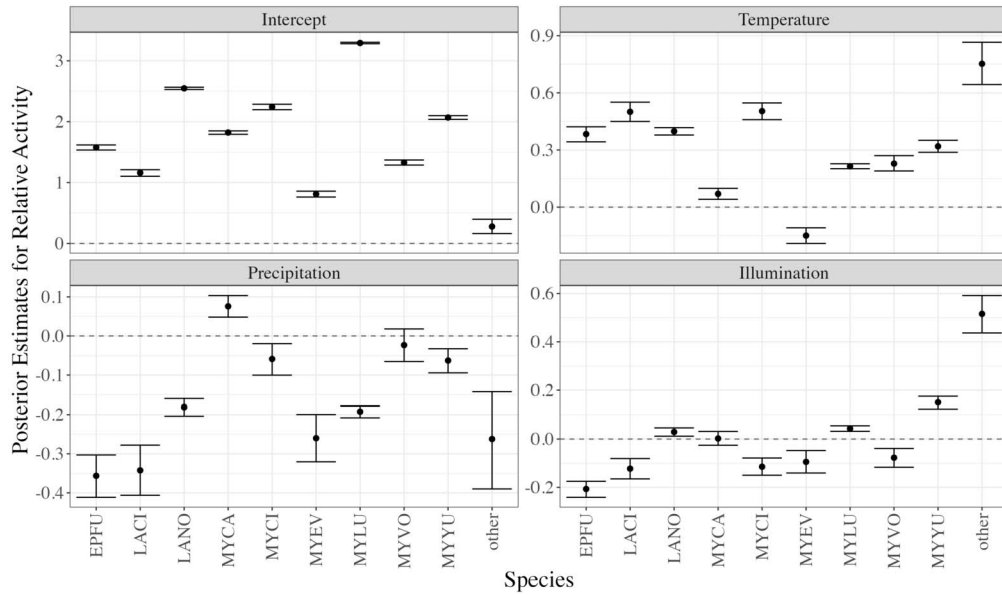 Posterior Estimates for Relative Activity
Intercept
3
2
1
0
Temperature
0.9
0.6
0.3
0.0
Precipitation
0.1
0.0
-0.1
-0.2
-0.3
-0.4
EPFU
LACI
LANO
MYCA
MYCI
MYEV
MYLU
MYVO
MYYU
other
Illumination
0.6
0.4
0.2
0.0
-0.2
EPFU
LACI
LANO
MYCA
MYCI
MYEV
MYLU
MYVO
MYYU
other
Species